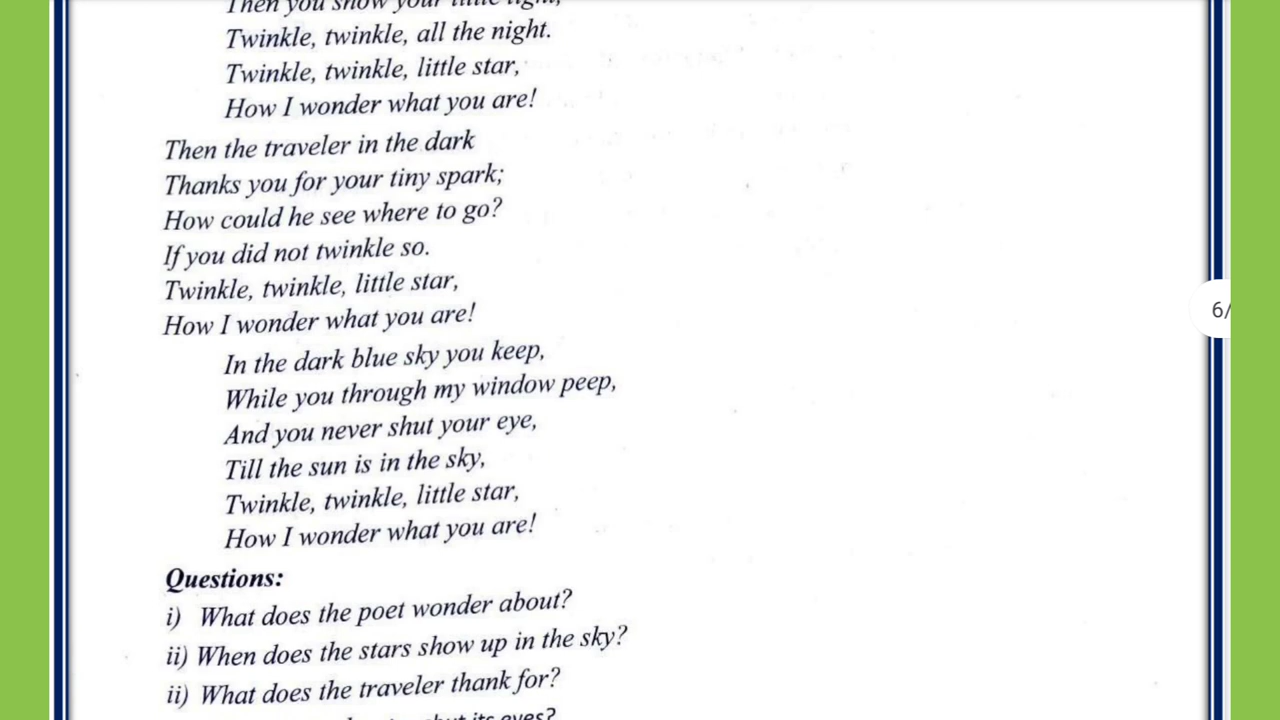 Then you show your little light,
Twinkle, twinkle, all the night.
Twinkle, twinkle, little star,
How I wonder what you are!
Then the traveler in the dark
Thanks you for your tiny spark;
How could he see where to go?
If you did not twinkle so.
Twinkle, twinkle, little star,
How I wonder what you are!
In the dark blue sky you keep,
While you through my window peep,
And you never shut your eye,
Till the sun is in the sky,
Twinkle, twinkle, little star,
How I wonder what you are!
Questions:
i) What does the poet wonder about?
ii) When does the stars show up in the sky?
ii) What does the traveler thank for?
shut its eyes?
6/